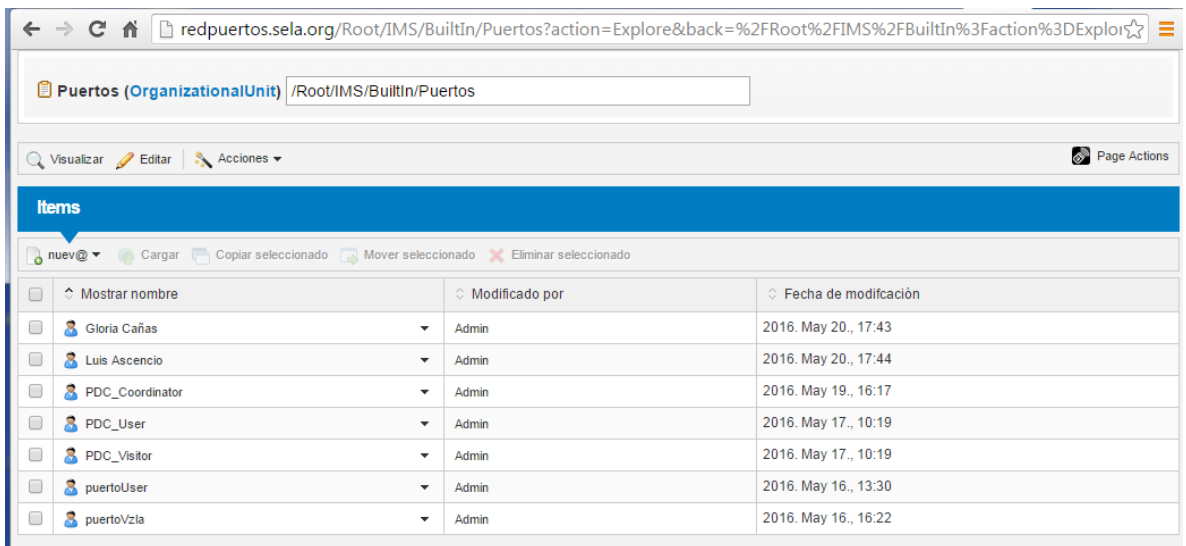 redpuertos.sela.org/Root/IMS/BuiltIn/Puertos?action=Explore&back=%2FRoot%2FIMS%2FBuiltIn%3Faction%3DExplor
Puertos (OrganizationalUnit) /Root/IMS/BuiltIn/Puertos
Visualizar Editar Acciones Page Actions
Items
nuev@ Cargar Copiar seleccionado Mover seleccionado Eliminar seleccionado
Mostrar nombre Modificado por Fecha de modifcación
Gloria Cañas Admin 2016. May 20., 17:43
Luis Ascencio Admin 2016. May 20., 17:44
PDC_Coordinator Admin 2016. May 19., 16:17
PDC_User Admin 2016. May 17., 10:19
PDC_Visitor Admin 2016. May 17., 10:19
puertoUser Admin 2016. May 16., 13:30
puertoVzla Admin 2016. May 16., 16:22